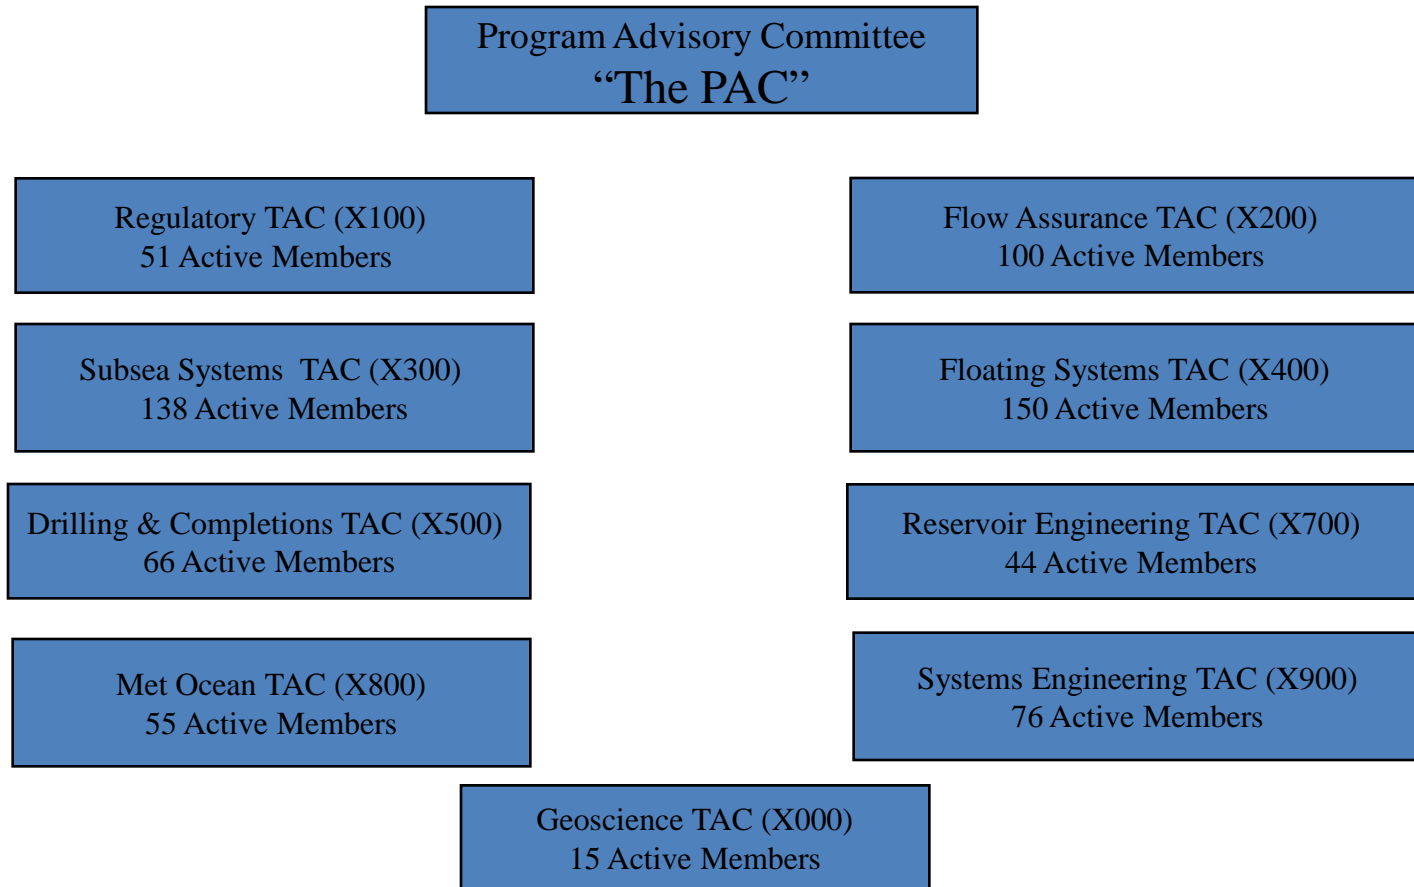 Program Advisory Committee
“The PAC”
Regulatory TAC (X100)
51 Active Members
Flow Assurance TAC (X200)
100 Active Members
Subsea Systems TAC (X300)
138 Active Members
Floating Systems TAC (X400)
150 Active Members
Drilling & Completions TAC (X500)
66 Active Members
Reservoir Engineering TAC (X700)
44 Active Members
Met Ocean TAC (X800)
55 Active Members
Systems Engineering TAC (X900)
76 Active Members
Geoscience TAC (X000)
15 Active Members